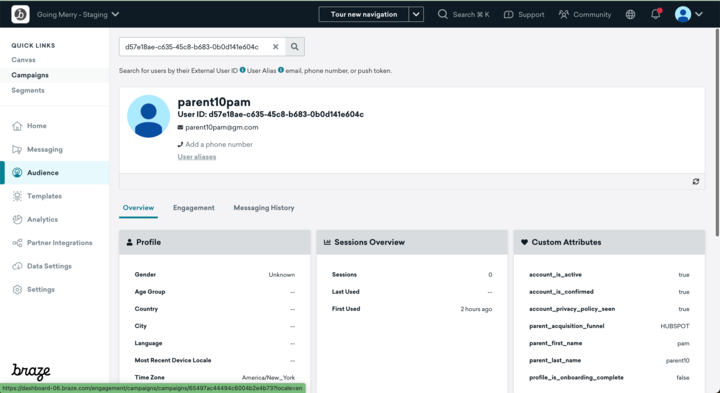 Going Merry - Staging
Tour new navigation
Search ⌘ K
Support
Community
QUICK LINKS
Canvas
Campaigns
Segments
Home
Messaging
Audience
Templates
Analytics
Partner Integrations
Data Settings
Settings
braze
d57e18ae-c635-45c8-b683-0b0d141e604c
Search for users by their External User ID User Alias email, phone number, or push token.
parent10pam
User ID: d57e18ae-c635-45c8-b683-0b0d141e604c
parent10pam@gm.com
Add a phone number
User aliases
Overview Engagement Messaging History
Profile
Gender Unknown
Age Group --
Country --
City --
Language --
Most Recent Device Locale --
Time Zone America/New_York
Sessions Overview
Sessions 0
Last Used --
First Used 2 hours ago
Custom Attributes
account_is_active true
account_is_confirmed true
account_privacy_policy_seen true
parent_acquisition_funnel HUBSPOT
parent_first_name pam
parent_last_name parent10
profile_is_onboarding_complete false
https://dashboard-06.braze.com/engagement/campaigns/campaigns/65497ac44494c6004b2e4b73?locale=en